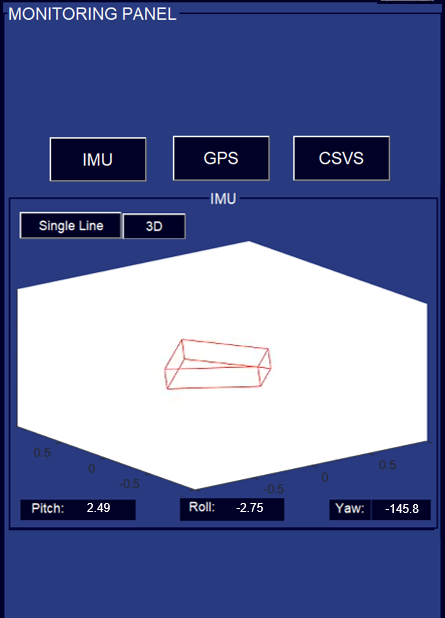 MONITORING PANEL
IMU GPS CSVS
IMU
Single Line 3D
0.5 0 -0.5 -0.5 0 0.5
Pitch: 2.49 Roll: -2.75 Yaw: -145.8